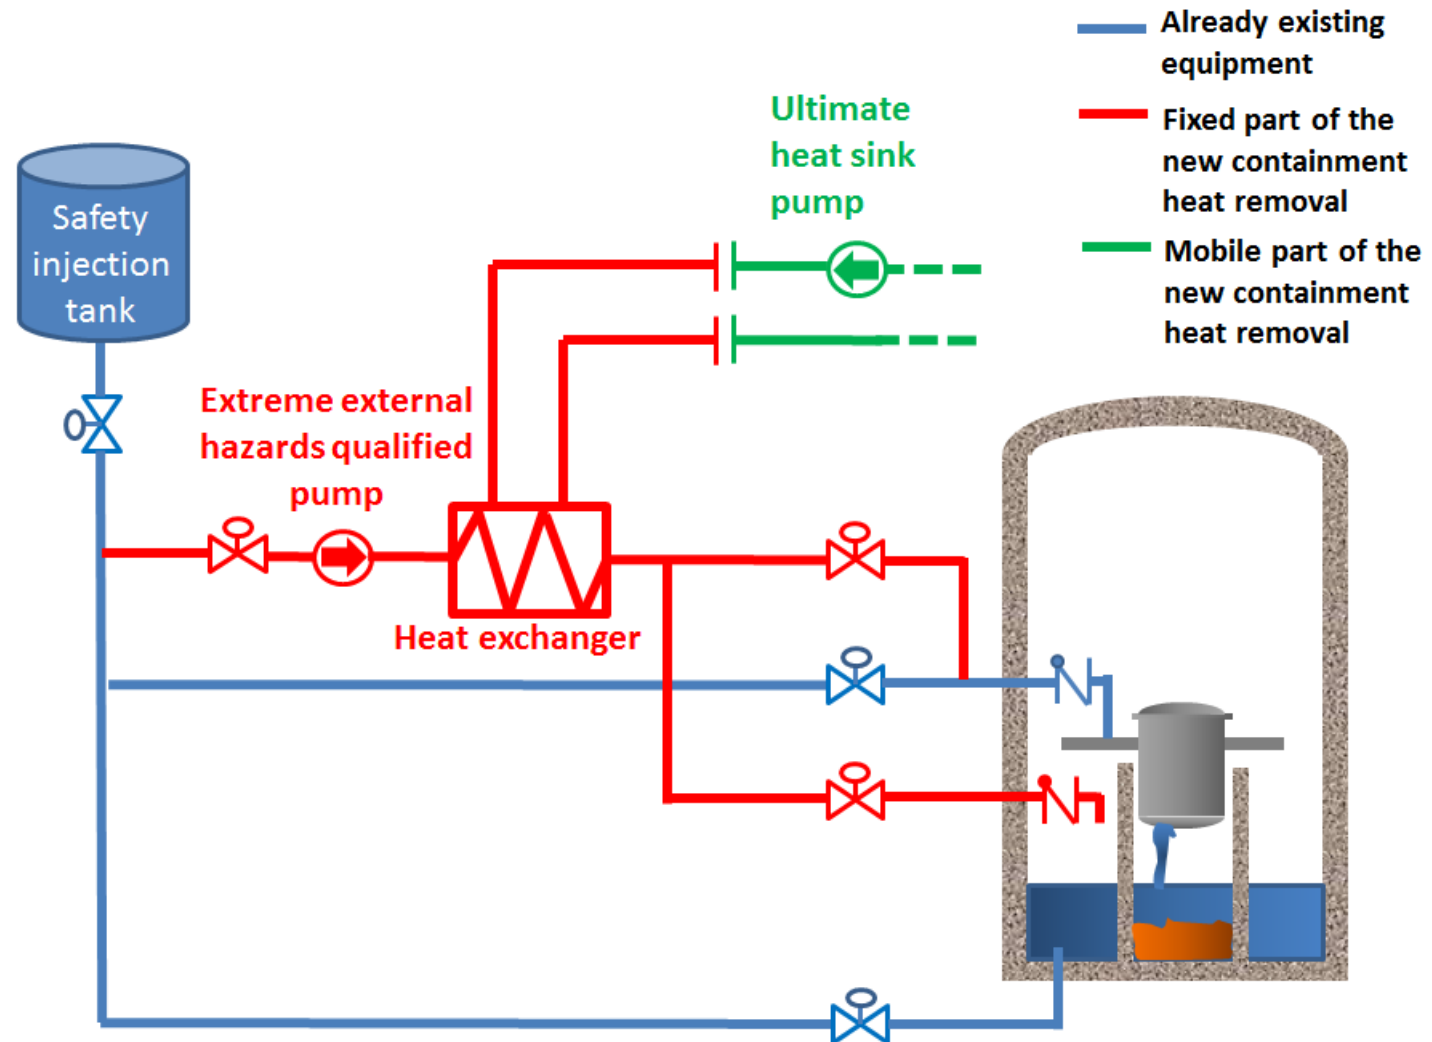 Already existing
equipment
Fixed part of the
new containment
heat removal
Mobile part of the
new containment
heat removal
Ultimate
heat sink
pump
Safety
injection
tank
Extreme external
hazards qualified
pump
Heat exchanger